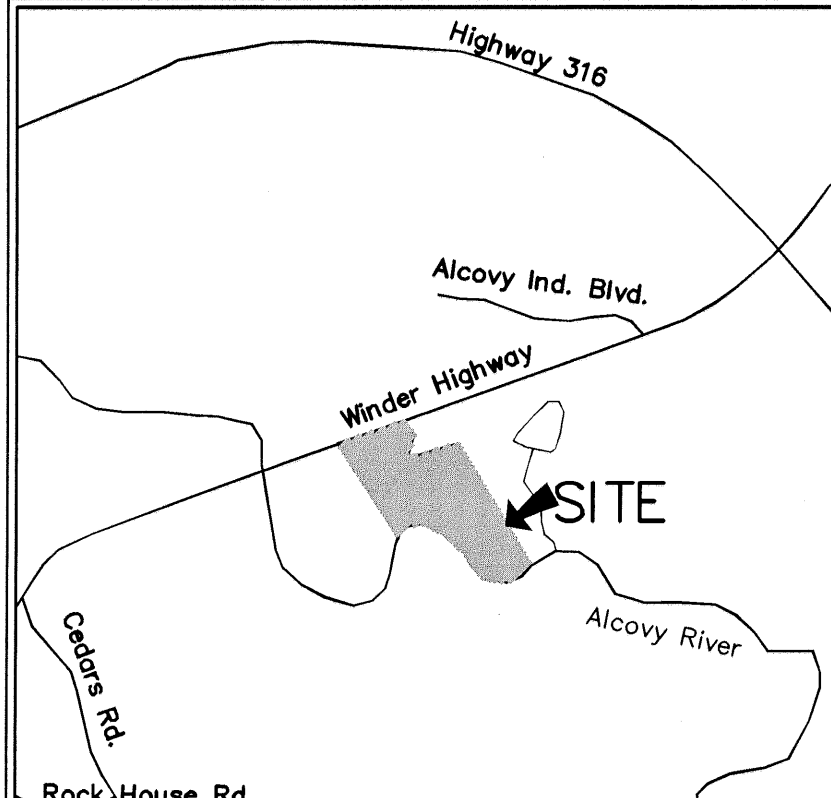 Highway 316
Alcovy Ind. Blvd.
Winder Highway
SITE
Alcovy River
Cedars Rd.
Rock House Rd